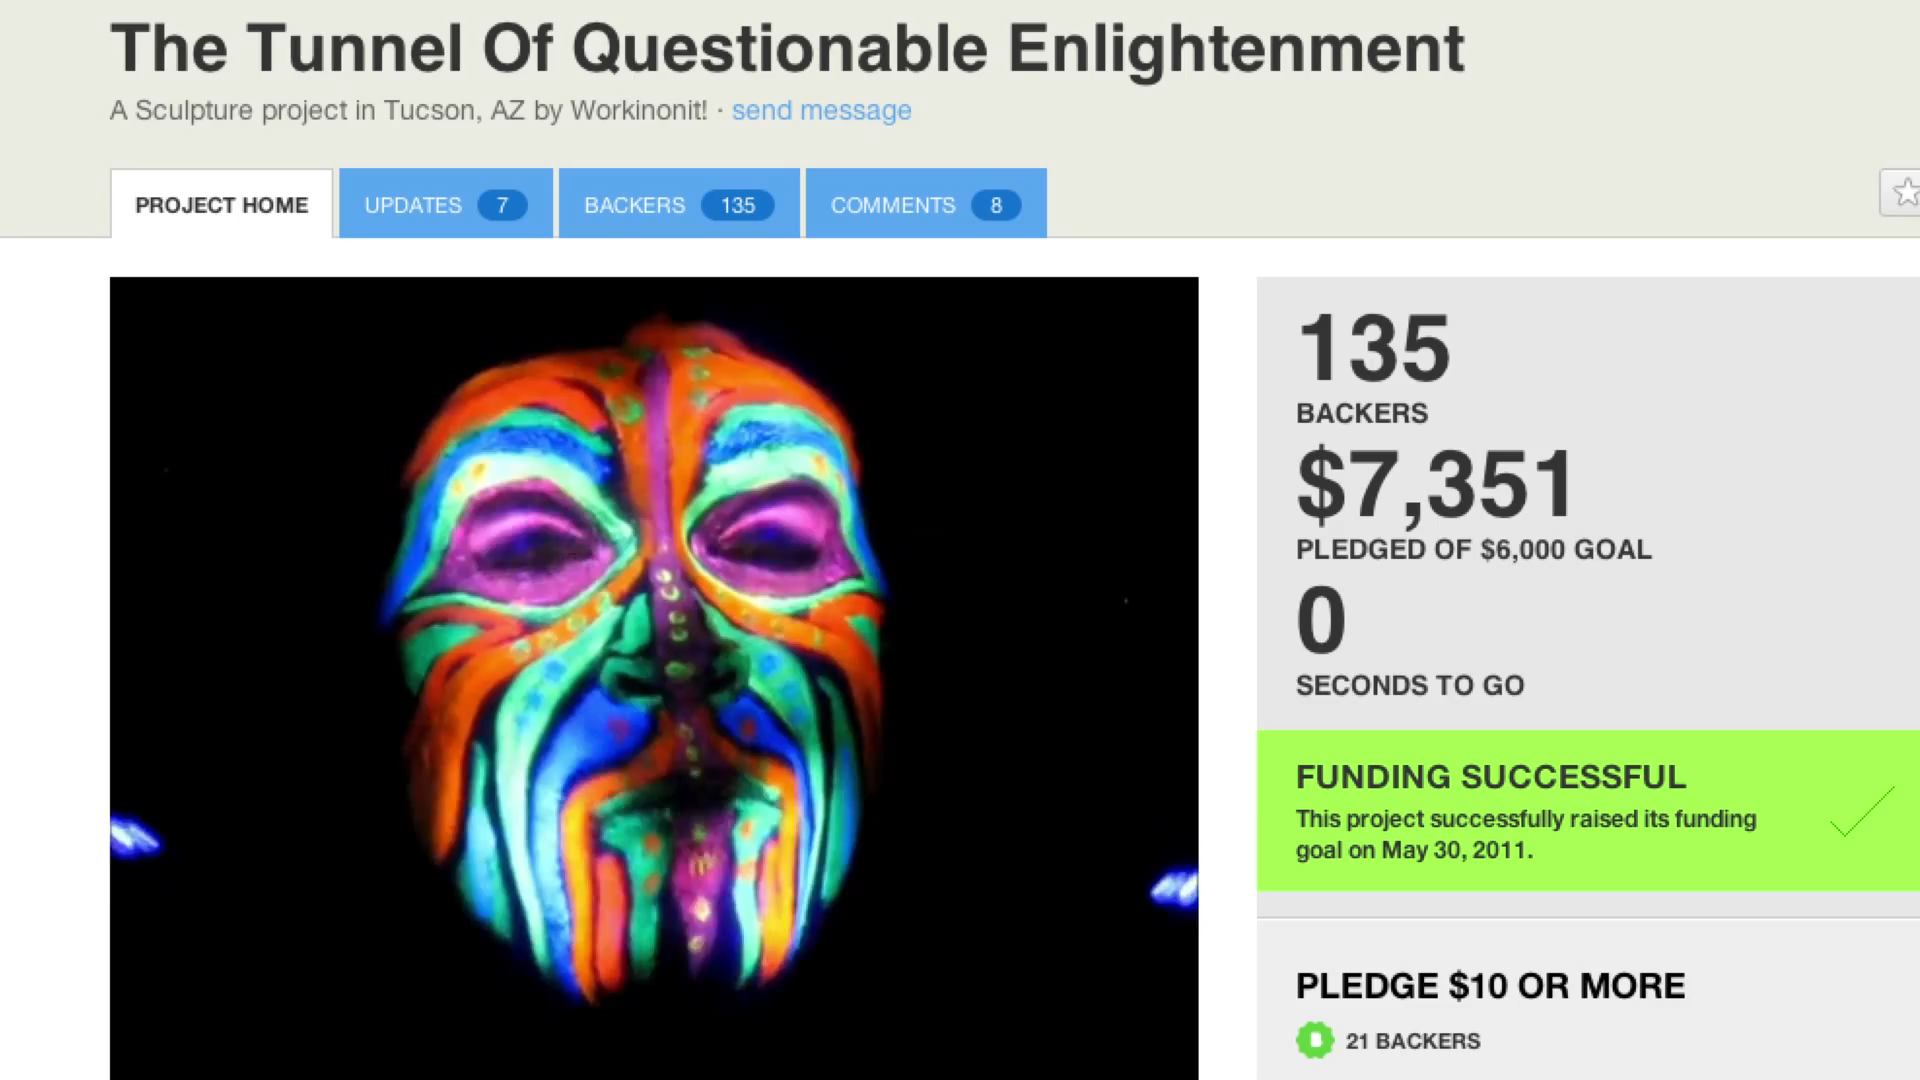 The Tunnel Of Questionable Enlightenment
A Sculpture project in Tucson, AZ by Workinonit! · send message
PROJECT HOME
UPDATES 7
BACKERS 135
COMMENTS 8
135
BACKERS
$7,351
PLEDGED OF $6,000 GOAL
0
SECONDS TO GO
FUNDING SUCCESSFUL
This project successfully raised its funding
goal on May 30, 2011.
PLEDGE $10 OR MORE
B 21 BACKERS